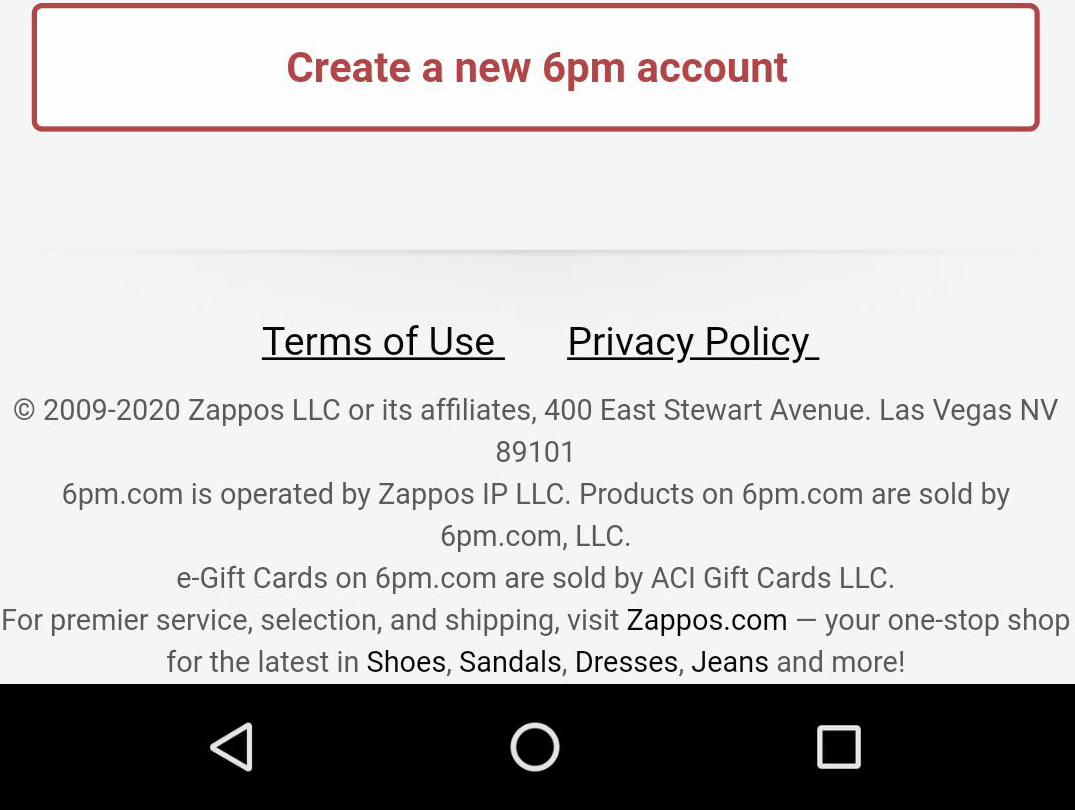 Create a new 6pm account
Terms of Use Privacy Policy
© 2009-2020 Zappos LLC or its affiliates, 400 East Stewart Avenue. Las Vegas NV
89101
6pm.com is operated by Zappos IP LLC. Products on 6pm.com are sold by
6pm.com, LLC.
e-Gift Cards on 6pm.com are sold by ACI Gift Cards LLC.
For premier service, selection, and shipping, visit Zappos.com — your one-stop shop
for the latest in Shoes, Sandals, Dresses, Jeans and more!